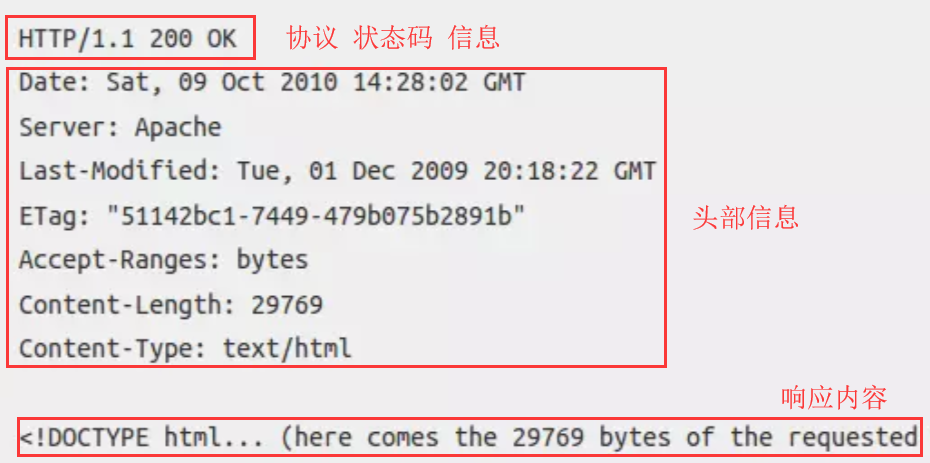 HTTP/1.1 200 OK 协议 状态码 信息
Date: Sat, 09 Oct 2010 14:28:02 GMT
Server: Apache
Last-Modified: Tue, 01 Dec 2009 20:18:22 GMT
ETag: "51142bc1-7449-479b075b2891b"
头部信息
Accept-Ranges: bytes
Content-Length: 29769
Content-Type: text/html
响应内容
<!DOCTYPE html... (here comes the 29769 bytes of the requested